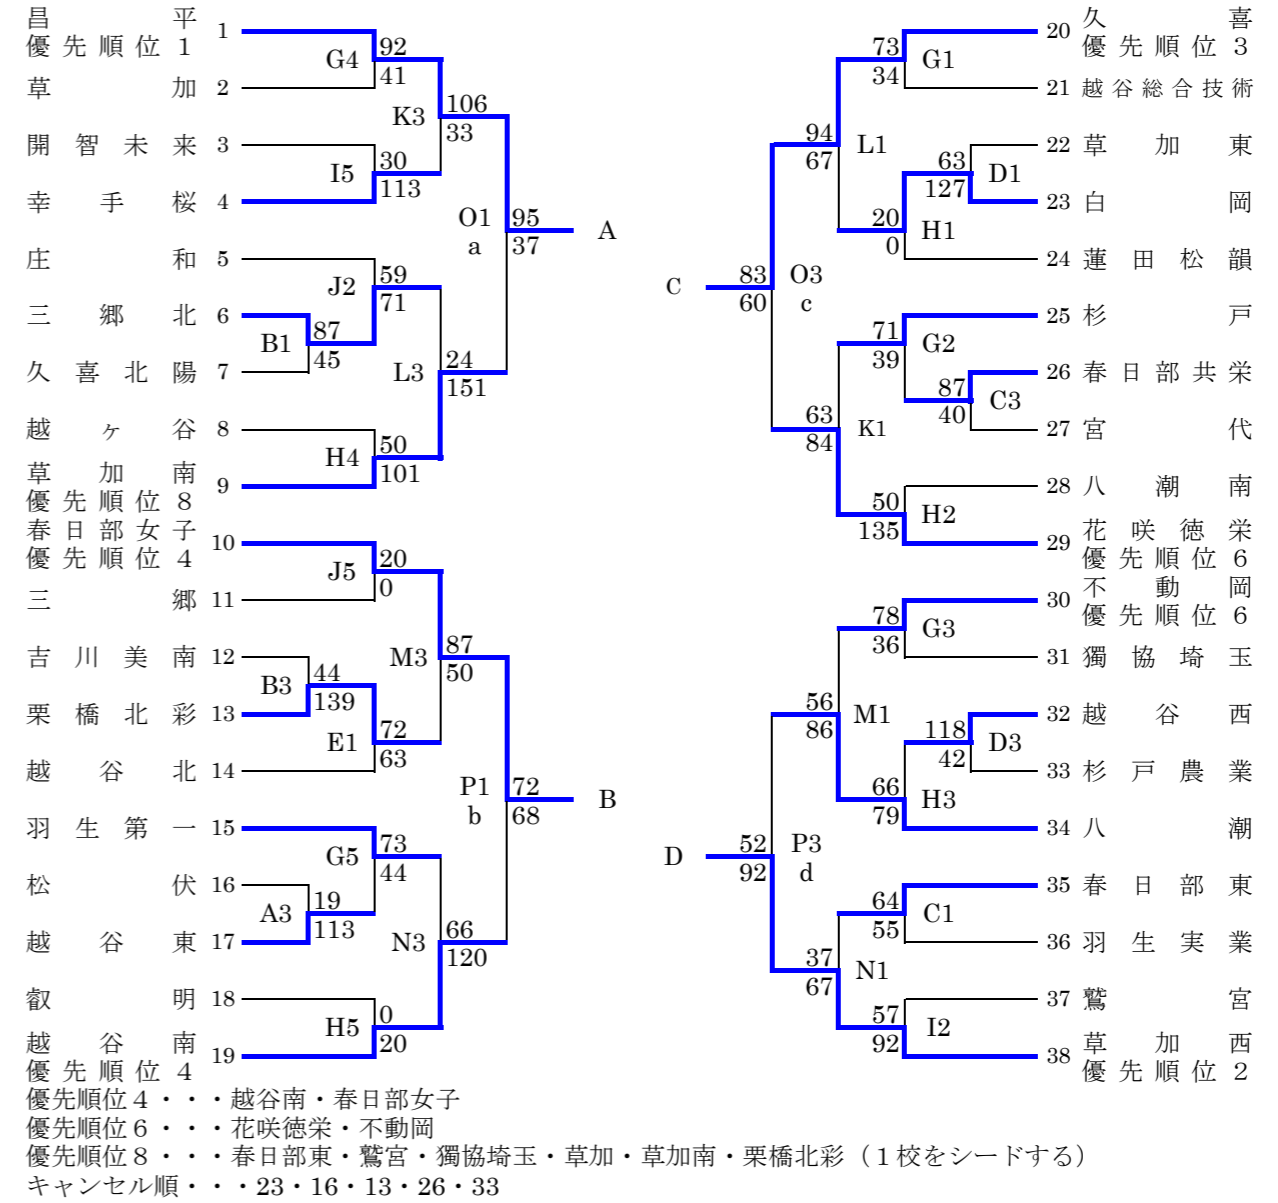 昌平 1
優先順位１
草加 2
開智未来 3
幸手桜 4
庄和 5
三郷北 6
久喜北陽 7
越ヶ谷 8
草加南 9
優先順位８
春日部女子 10
優先順位４
三郷 11
吉川美南 12
栗橋北彩 13
越谷北 14
羽生第一 15
松伏 16
越谷東 17
叡明 18
越谷南 19
優先順位４
G4 92
41
K3 106
33
I5 30
113
O1 95
a 37
A
J2 59
71
B1 87
45
L3 24
151
H4 50
101
J5 20
0
M3 87
50
B3 44
139
E1 72
63
P1 72
b 68
B
G5 73
44
A3 19
113
N3 66
120
H5 0
20
20 久喜
優先順位３
21 越谷総合技術
22 草加東
23 白岡
24 蓮田松韻
25 杉戸
26 春日部共栄
27 宮代
28 八潮南
29 花咲徳栄
優先順位６
30 不動岡
優先順位６
31 獨協埼玉
32 越谷西
33 杉戸農業
34 八潮
35 春日部東
36 羽生実業
37 鷲宮
38 草加西
優先順位２
73 G1
34
94 L1
67
63 D1
127
20 H1
0
C
83 O3
60 c
71 G2
39
87 C3
40
63 K1
84
50 H2
135
78 G3
36
56 M1
86
118 D3
42
66 H3
79
D
52 P3
92 d
64 C1
55
37 N1
67
57 I2
92
優先順位４・・・越谷南・春日部女子
優先順位６・・・花咲徳栄・不動岡
優先順位８・・・春日部東・鷲宮・獨協埼玉・草加・草加南・栗橋北彩（１校をシードする）
キャンセル順・・・23・16・13・26・33